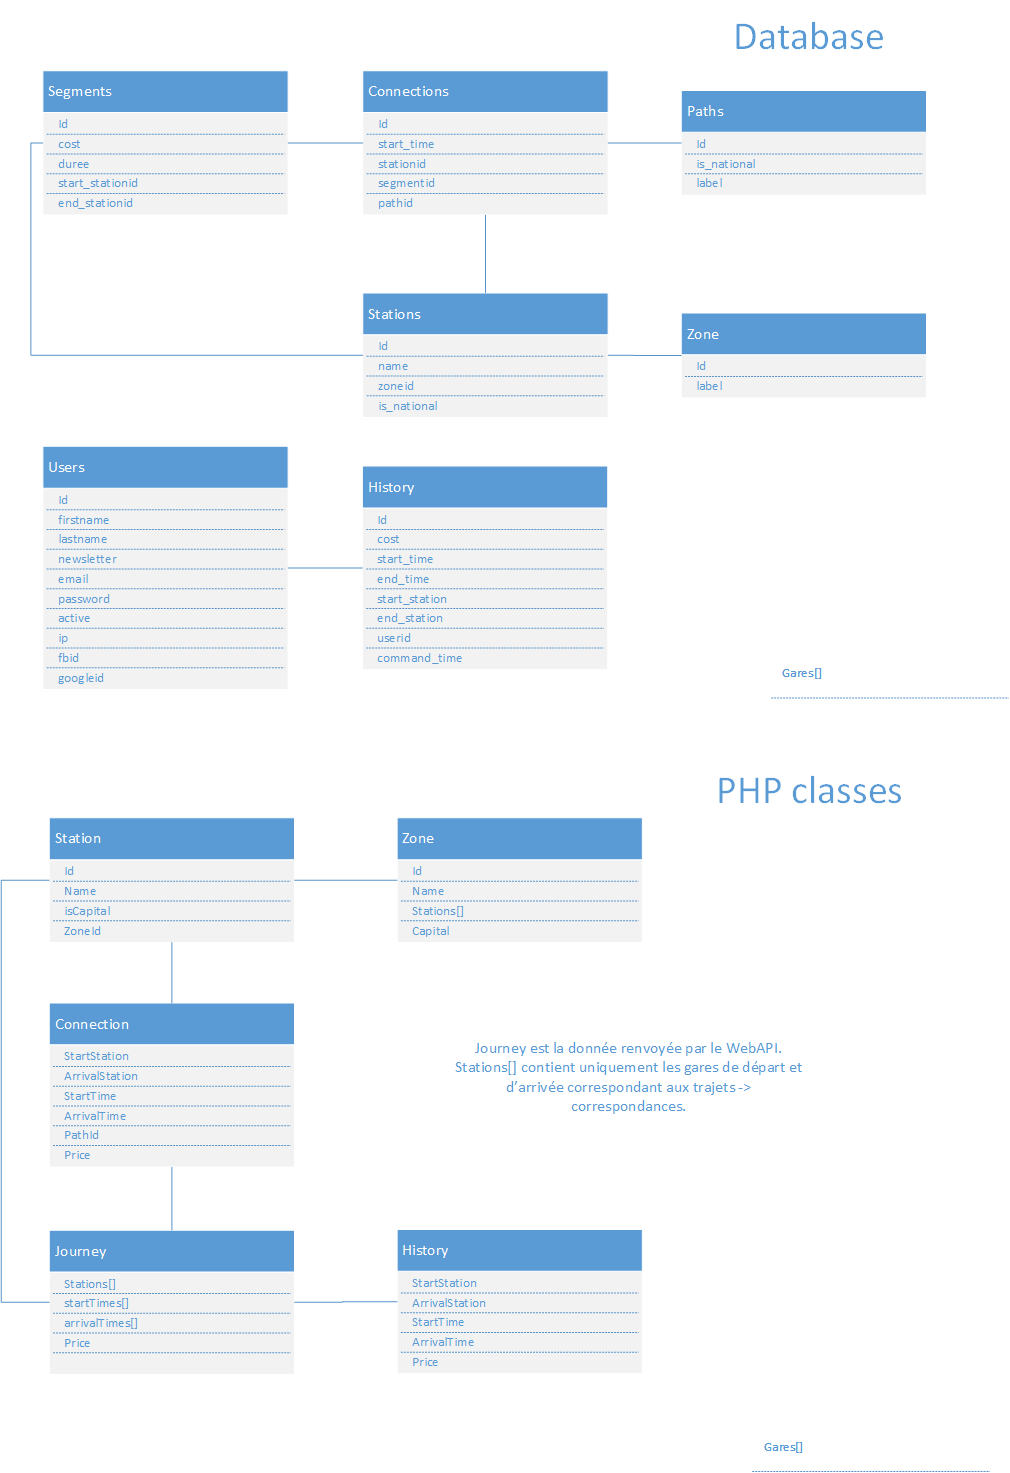 Database
Segments
Id
cost
duree
start_stationid
end_stationid
Connections
Id
start_time
stationid
segmentid
pathid
Paths
Id
is_national
label
Stations
Id
name
zoneid
is_national
Zone
Id
label
Users
Id
firstname
lastname
newsletter
email
password
active
ip
fbid
googleid
History
Id
cost
start_time
end_time
start_station
end_station
userid
command_time
Gares[]
PHP classes
Station
Id
Name
isCapital
ZoneId
Zone
Id
Name
Stations[]
Capital
Connection
StartStation
ArrivalStation
StartTime
ArrivalTime
PathId
Price
Journey est la donnée renvoyée par le WebAPI.
Stations[] contient uniquement les gares de départ et
d’arrivée correspondant aux trajets ->
correspondances.
Journey
Stations[]
startTimes[]
arrivalTimes[]
Price
History
StartStation
ArrivalStation
StartTime
ArrivalTime
Price
Gares[]